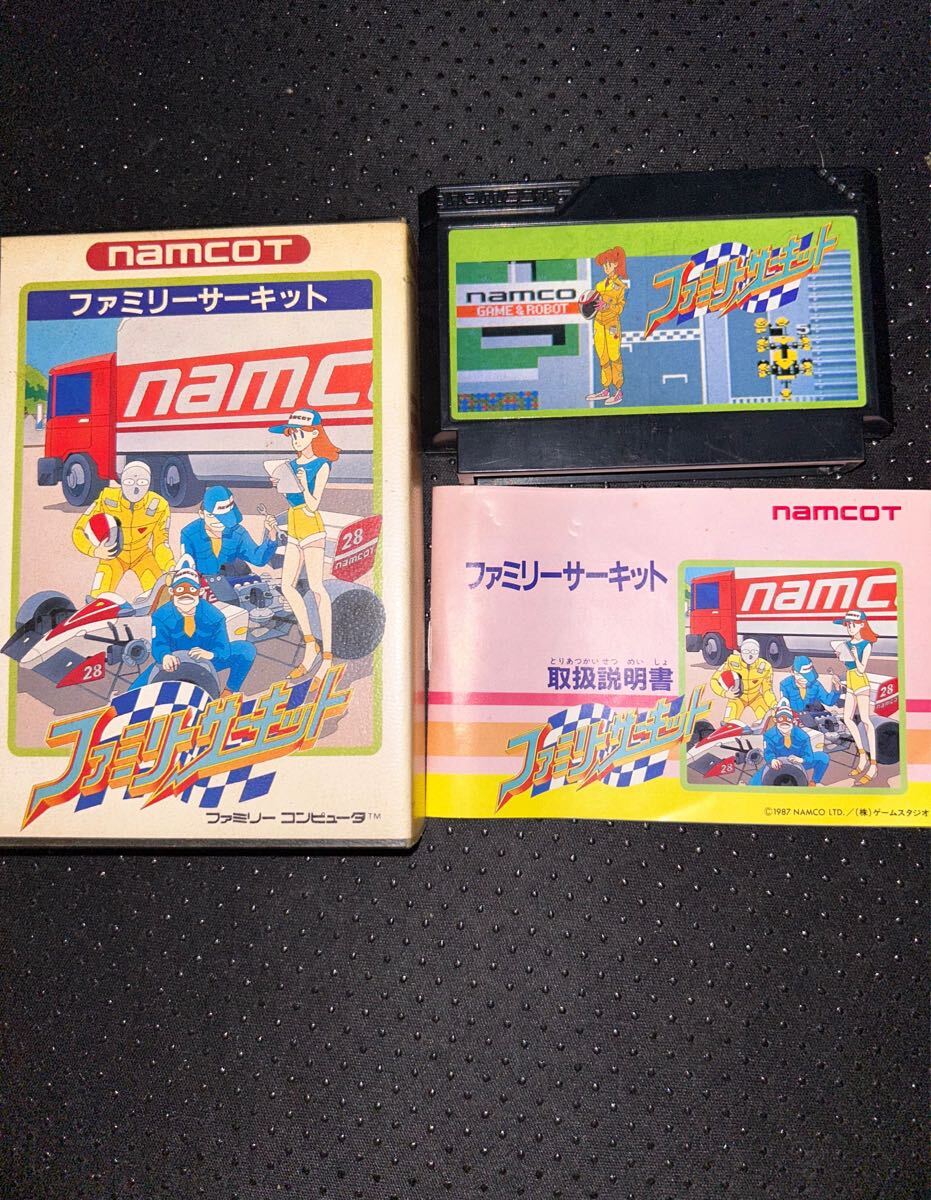 namcot
ファミリーサーキット
namc
namcot
28
namcot
28
ファミリーサーキット
ファミリー コンピュータ™
namcot
namco
GAME & ROBOT
ファミリーサーキット
5
namcot
ファミリーサーキット
とりあつかいせつ めい しょ
取扱説明書
ファミリーサーキット
namc
28
namcot
28
©1987 NAMCO LTD.／(株)ゲームスタジオ